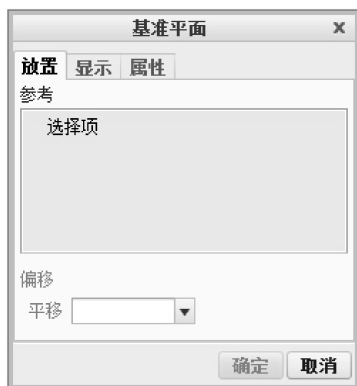 基准平面 x
放置 显示 属性
参考
选择项
偏移
平移
确定 取消